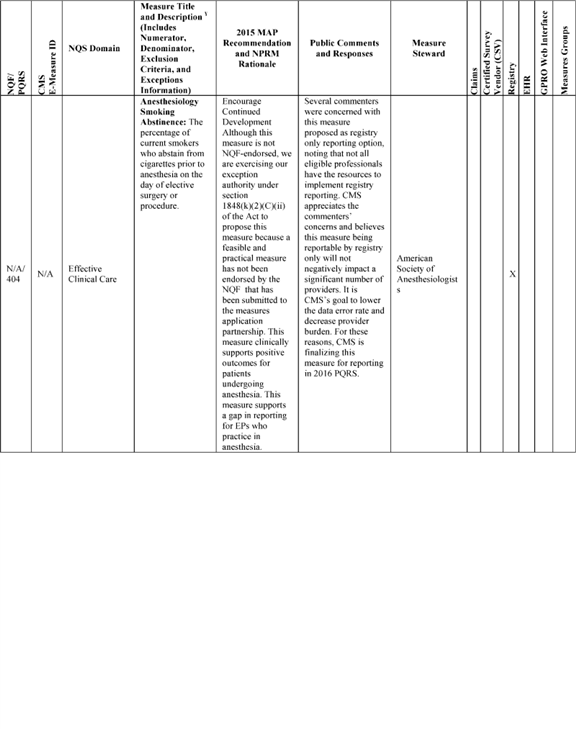 NQF/
PQRS
CMS
E-Measure ID
NQS Domain
Measure Title
and Description ¥
(Includes
Numerator,
Denominator,
Exclusion
Criteria, and
Exceptions
Information)
2015 MAP
Recommendation
and NPRM
Rationale
Public Comments
and Responses
Measure
Steward
Claims
Certified Survey
Vendor (CSV)
Registry
EHR
GPRO Web Interface
Measures Groups
N/A/
404
N/A
Effective
Clinical Care
Anesthesiology
Smoking
Abstinence: The
percentage of
current smokers
who abstain from
cigarettes prior to
anesthesia on the
day of elective
surgery or
procedure.
Encourage
Continued
Development
Although this
measure is not
NQF-endorsed, we
are exercising our
exception
authority under
section
1848(k)(2)(C)(ii)
of the Act to
propose this
measure because a
feasible and
practical measure
has not been
endorsed by the
NQF that has
been submitted to
the measures
application
partnership. This
measure clinically
supports positive
outcomes for
patients
undergoing
anesthesia. This
measure supports
a gap in reporting
for EPs who
practice in
anesthesia.
Several commenters
were concerned with
this measure
proposed as registry
only reporting option,
noting that not all
eligible professionals
have the resources to
implement registry
reporting. CMS
appreciates the
commenters'
concerns and believes
this measure being
reportable by registry
only will not
negatively impact a
significant number of
providers. It is
CMS's goal to lower
the data error rate and
decrease provider
burden. For these
reasons, CMS is
finalizing this
measure for reporting
in 2016 PQRS.
American
Society of
Anesthesiologist
s
X